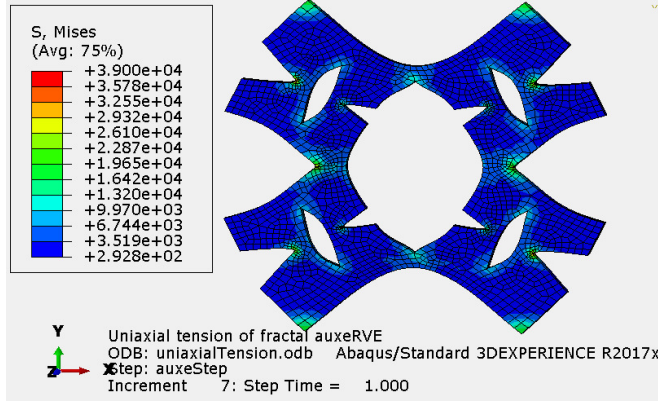 S, Mises
(Avg: 75%)
+3.900e+04
+3.578e+04
+3.255e+04
+2.932e+04
+2.610e+04
+2.287e+04
+1.965e+04
+1.642e+04
+1.320e+04
+9.970e+03
+6.744e+03
+3.519e+03
+2.928e+02
Y
Z X
Uniaxial tension of fractal auxeRVE
ODB: uniaxialTension.odb Abaqus/Standard 3DEXPERIENCE R2017x
Step: auxeStep
Increment 7: Step Time = 1.000